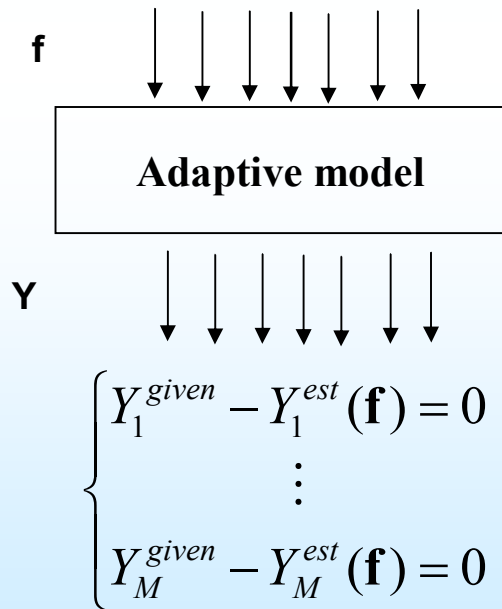 f
Adaptive model
Y
Y_1^{given} − Y_1^{est}(f) = 0
⋮
Y_M^{given} − Y_M^{est}(f) = 0